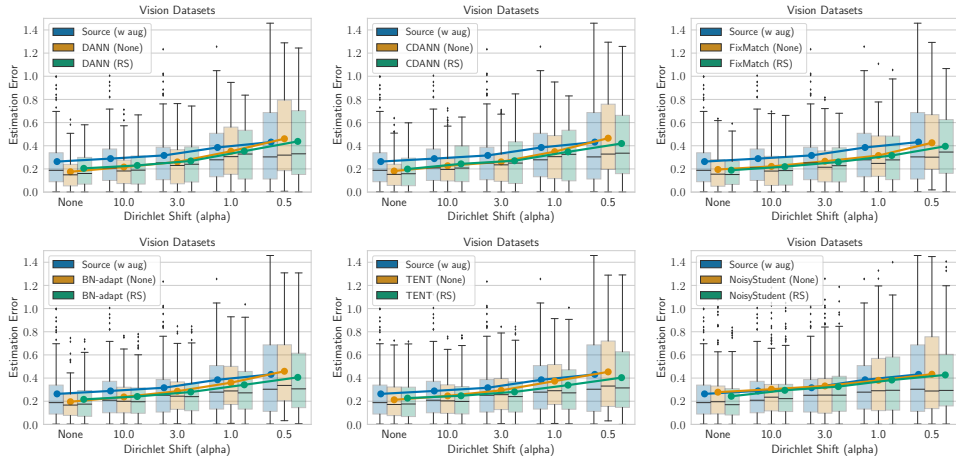 Vision Datasets
Estimation Error
1.4
1.2
1.0
0.8
0.6
0.4
0.2
0.0
Source (w aug)
DANN (None)
DANN (RS)
None
10.0
3.0
1.0
0.5
Dirichlet Shift (alpha)
Vision Datasets
Estimation Error
1.4
1.2
1.0
0.8
0.6
0.4
0.2
0.0
Source (w aug)
CDANN (None)
CDANN (RS)
None
10.0
3.0
1.0
0.5
Dirichlet Shift (alpha)
Vision Datasets
Estimation Error
1.4
1.2
1.0
0.8
0.6
0.4
0.2
0.0
Source (w aug)
FixMatch (None)
FixMatch (RS)
None
10.0
3.0
1.0
0.5
Dirichlet Shift (alpha)
Vision Datasets
Estimation Error
1.4
1.2
1.0
0.8
0.6
0.4
0.2
0.0
Source (w aug)
BN-adapt (None)
BN-adapt (RS)
None
10.0
3.0
1.0
0.5
Dirichlet Shift (alpha)
Vision Datasets
Estimation Error
1.4
1.2
1.0
0.8
0.6
0.4
0.2
0.0
Source (w aug)
TENT (None)
TENT (RS)
None
10.0
3.0
1.0
0.5
Dirichlet Shift (alpha)
Vision Datasets
Estimation Error
1.4
1.2
1.0
0.8
0.6
0.4
0.2
0.0
Source (w aug)
NoisyStudent (None)
NoisyStudent (RS)
None
10.0
3.0
1.0
0.5
Dirichlet Shift (alpha)